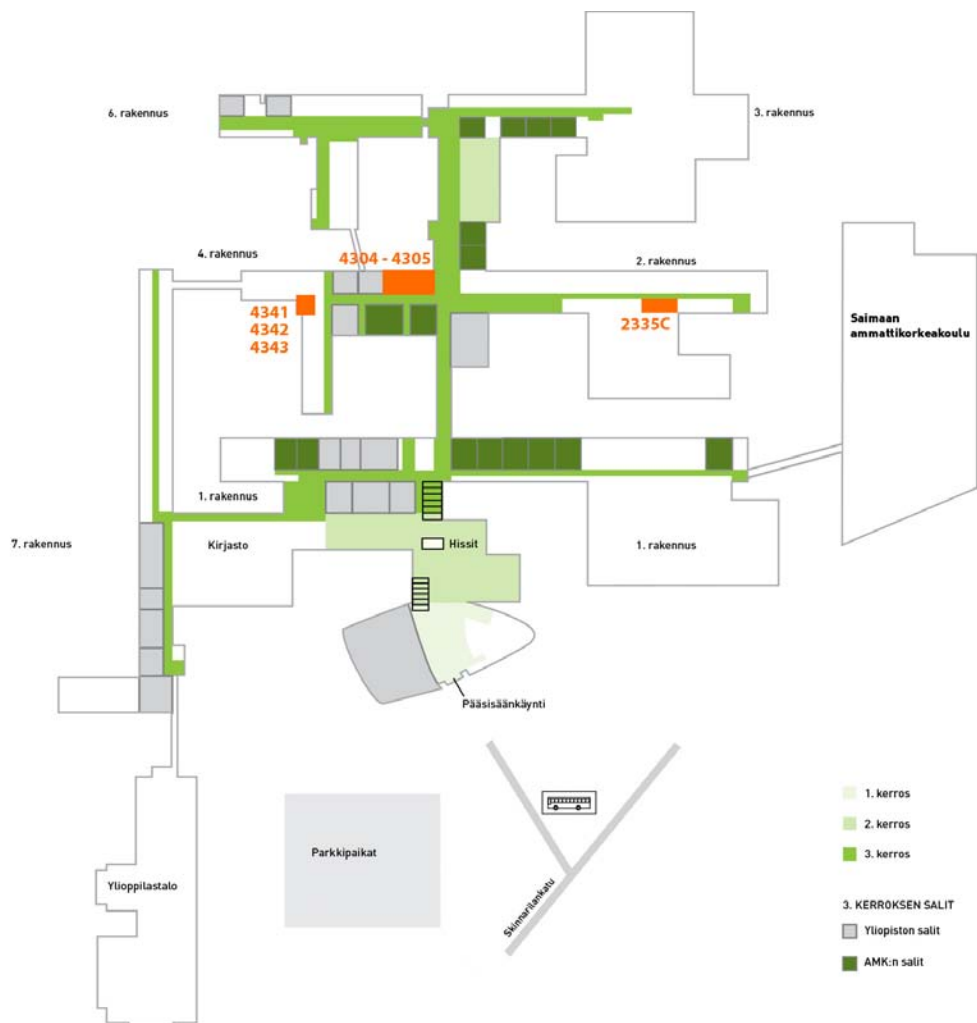 6. rakennus
3. rakennus
4. rakennus
4304 - 4305
2. rakennus
4341
4342
4343
2335C
Saimaan
ammattikorkeakoulu
1. rakennus
7. rakennus
Kirjasto
Hissit
1. rakennus
Pääsisäänkäynti
Parkkipaikat
Ylioppilastalo
Skinnarilankatu
1. kerros
2. kerros
3. kerros
3. KERROKSEN SALIT
Yliopiston salit
AMK:n salit